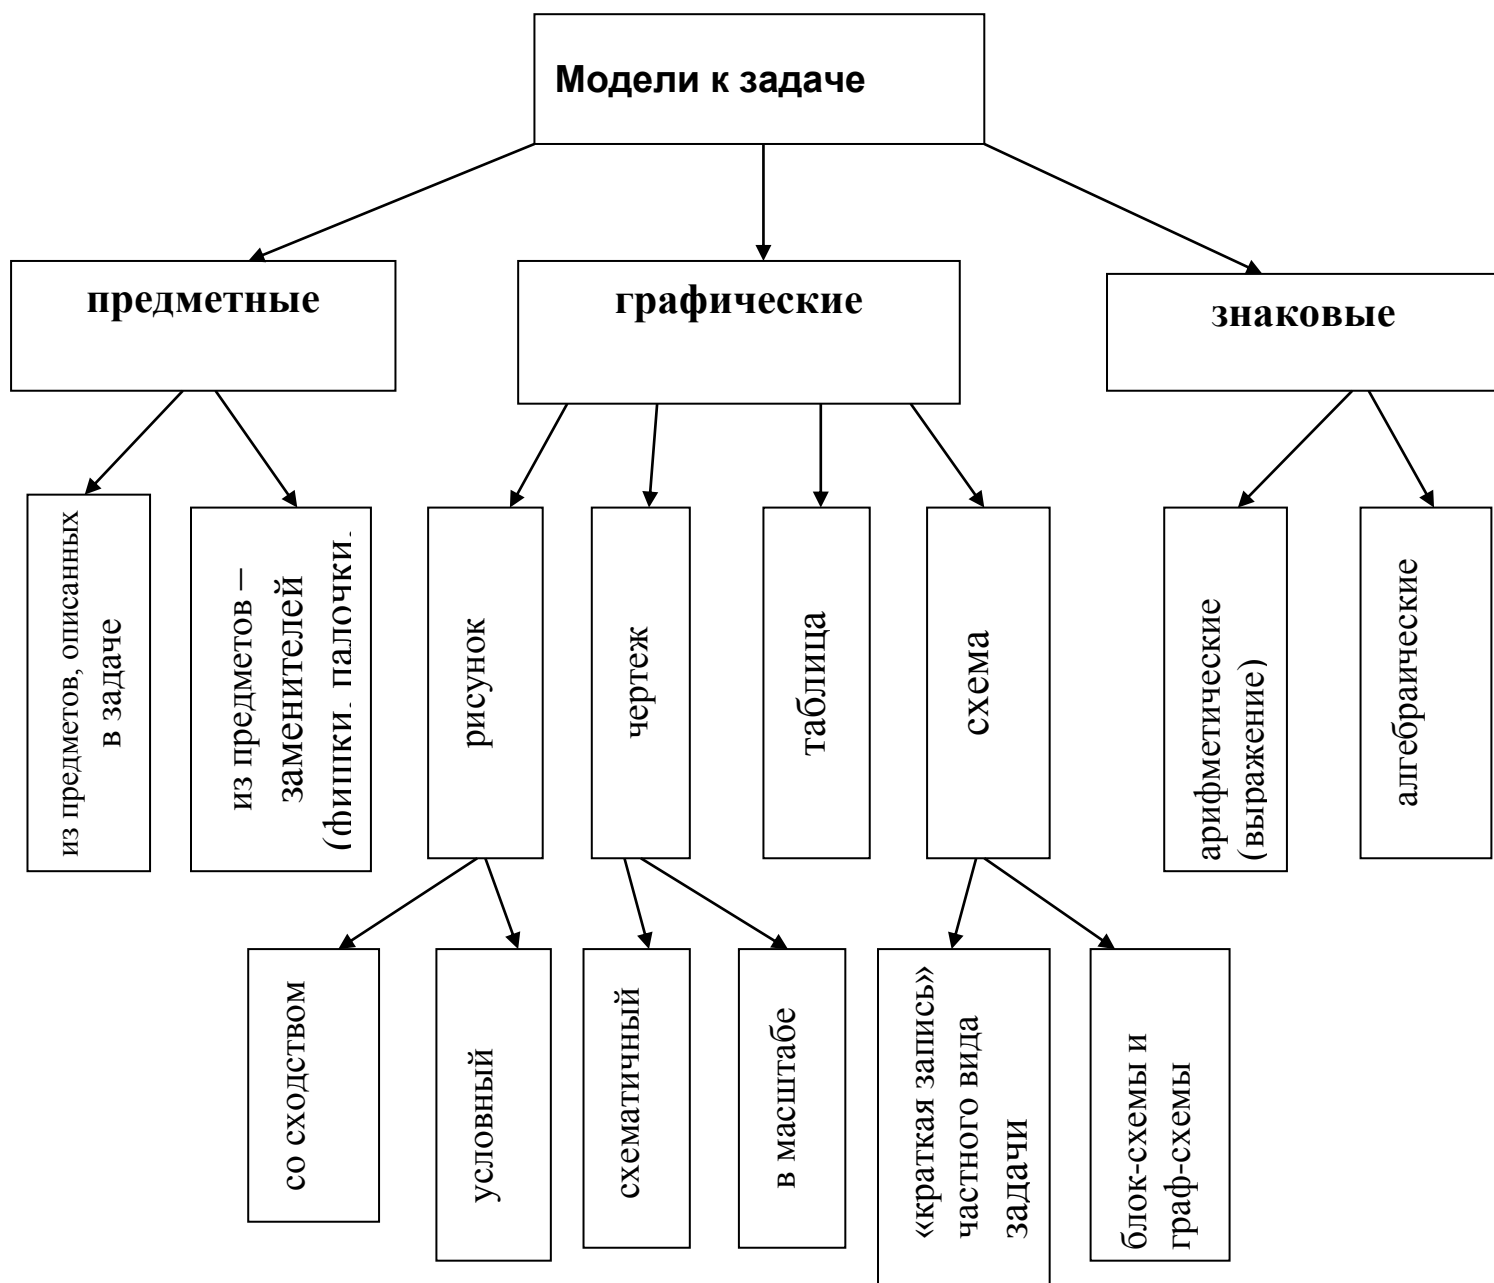 Модели к задаче
предметные
графические
знаковые
из предметов, описанных
в задаче
из предметов –
заменителей
(фишки, палочки,
рисунок
чертеж
таблица
схема
арифметические
(выражение)
алгебраические
со сходством
условный
схематичный
в масштабе
«краткая запись»
частного вида
задачи
блок-схемы и
граф-схемы